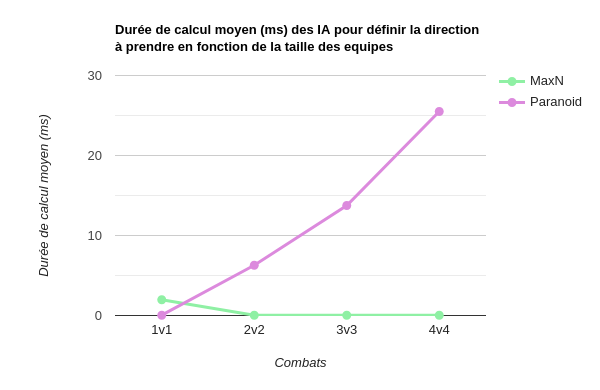 Durée de calcul moyen (ms) des IA pour définir la direction
à prendre en fonction de la taille des equipes
MaxN
Paranoid
Durée de calcul moyen (ms)
30
20
10
0
1v1 2v2 3v3 4v4
Combats